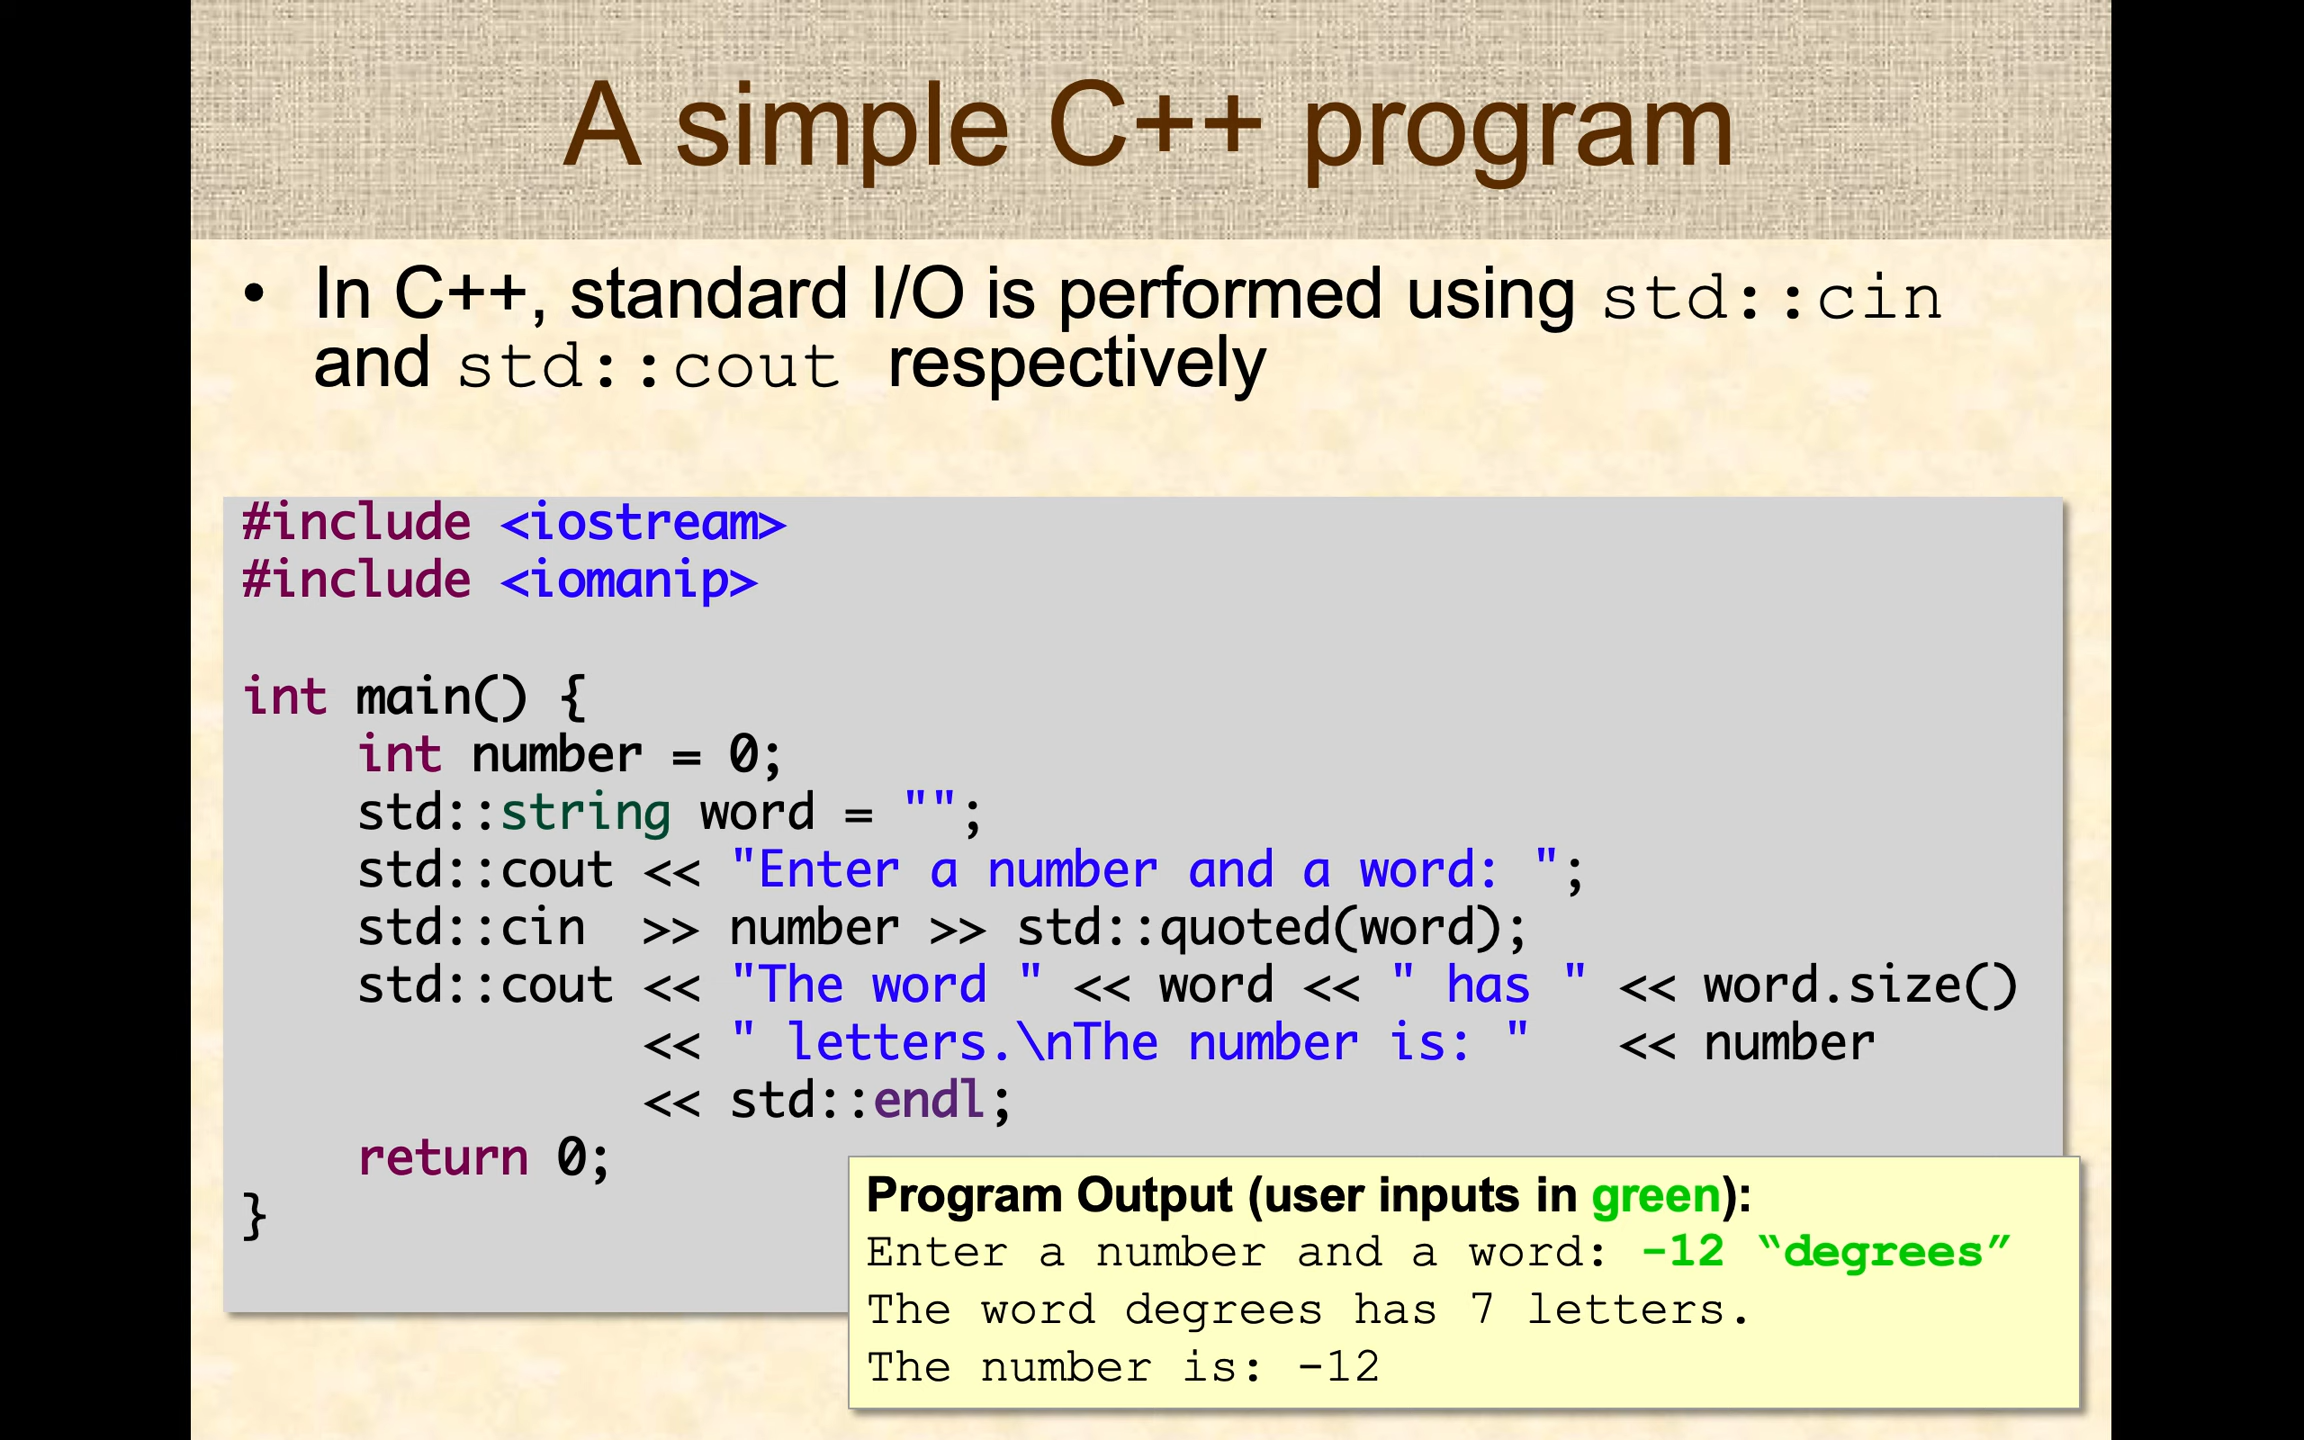 A simple C++ program
• In C++, standard I/O is performed using std::cin
and std::cout respectively
#include <iostream>
#include <iomanip>
int main() {
    int number = 0;
    std::string word = "";
    std::cout << "Enter a number and a word: ";
    std::cin  >> number >> std::quoted(word);
    std::cout << "The word " << word << " has " << word.size()
              << " letters.\nThe number is: "   << number
              << std::endl;
    return 0;
}
Program Output (user inputs in green):
Enter a number and a word: -12 “degrees”
The word degrees has 7 letters.
The number is: -12